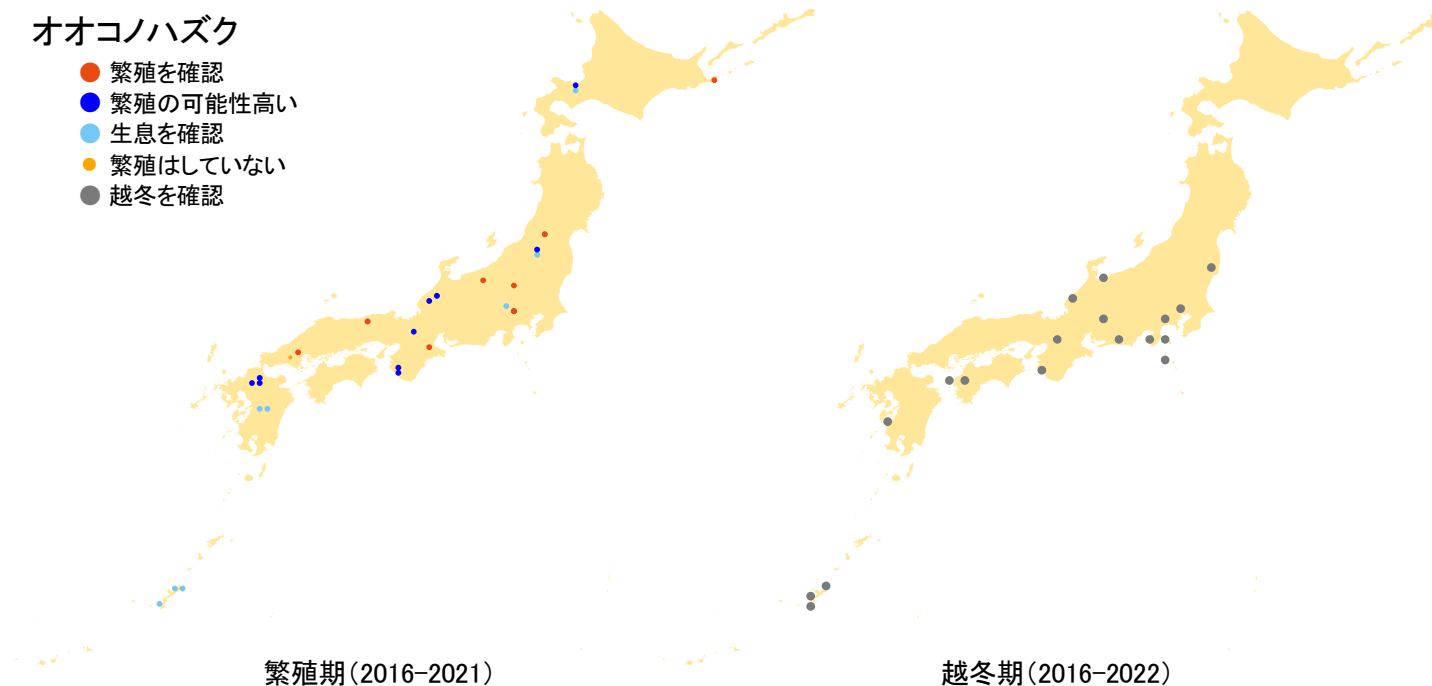 オオコノハズク
繁殖を確認
繁殖の可能性高い
生息を確認
繁殖はしていない
越冬を確認
繁殖期（2016-2021）
越冬期（2016-2022）